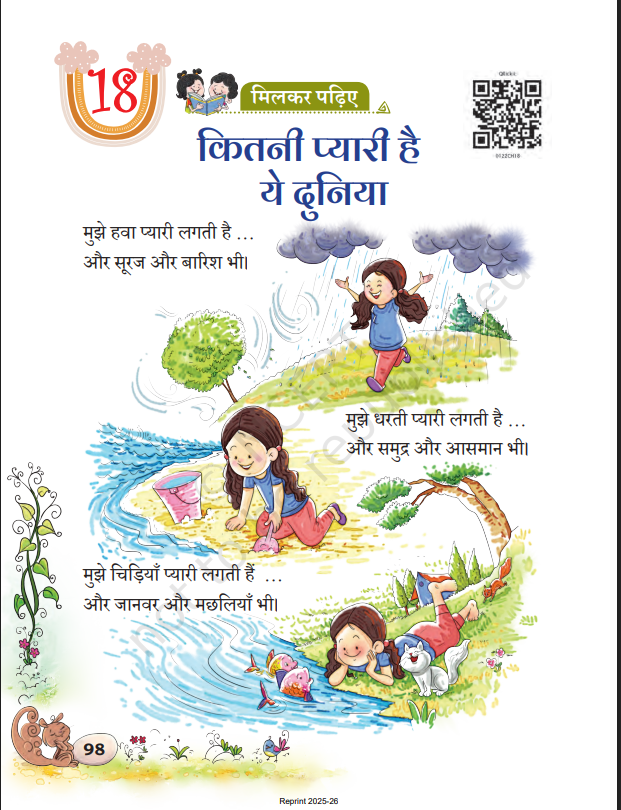 18
मिलकर पढ़िए
0122CH18
कितनी प्यारी है
ये दुनिया
मुझे हवा प्यारी लगती है ...
और सूरज और बारिश भी।
मुझे धरती प्यारी लगती है ...
और समुद्र और आसमान भी।
मुझे चिड़ियाँ प्यारी लगती हैं ...
और जानवर और मछलियाँ भी।
98
Reprint 2025-26